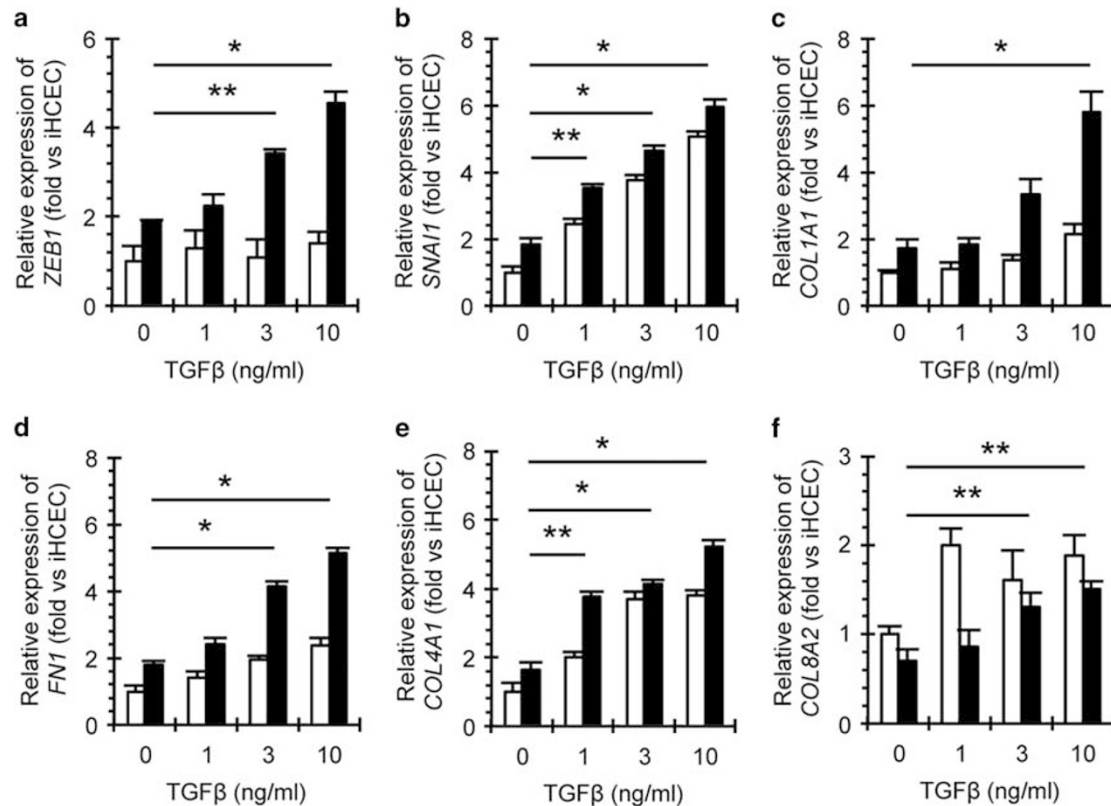 a
Relative expression of
ZEB1 (fold vs iHCEC)
6
4
2
0
*
**
0 1 3 10
TGFβ (ng/ml)
b
Relative expression of
SNAI1 (fold vs iHCEC)
8
6
4
2
0
*
*
**
0 1 3 10
TGFβ (ng/ml)
c
Relative expression of
COL1A1 (fold vs iHCEC)
8
6
4
2
0
*
0 1 3 10
TGFβ (ng/ml)
d
Relative expression of
FN1 (fold vs iHCEC)
8
6
4
2
0
*
*
0 1 3 10
TGFβ (ng/ml)
e
Relative expression of
COL4A1 (fold vs iHCEC)
8
6
4
2
0
*
*
**
0 1 3 10
TGFβ (ng/ml)
f
Relative expression of
COL8A2 (fold vs iHCEC)
3
2
1
0
**
**
0 1 3 10
TGFβ (ng/ml)